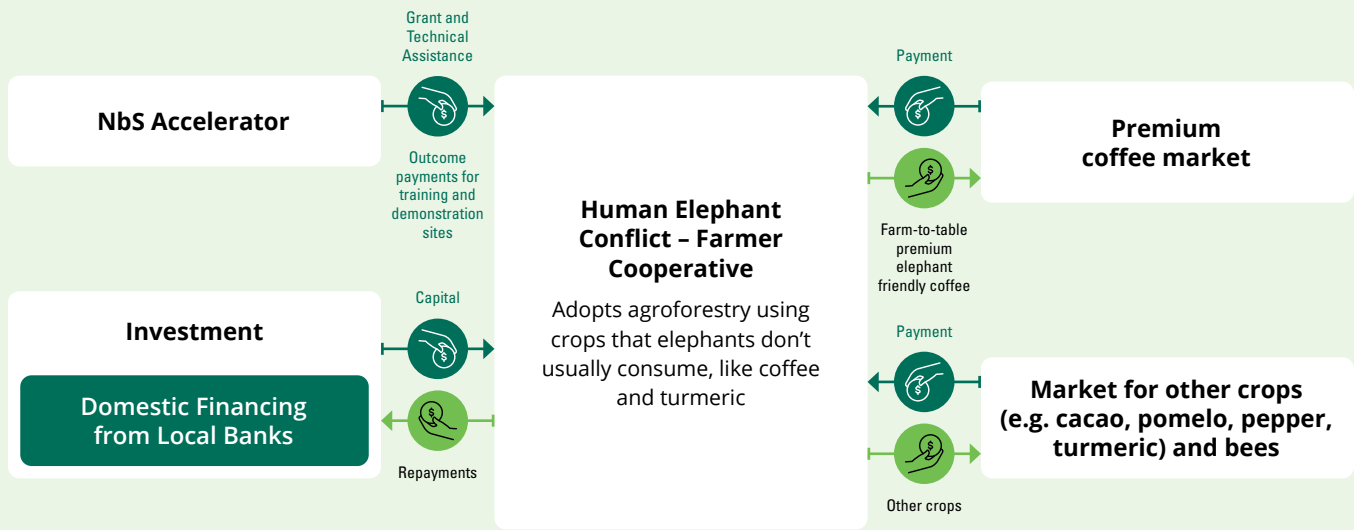 Grant and
Technical
Assistance
NbS Accelerator
$
Outcome
payments for
training and
demonstration
sites
Investment
Domestic Financing
from Local Banks
Capital
$
$
Repayments
Human Elephant
Conflict – Farmer
Cooperative
Adopts agroforestry using
crops that elephants don’t
usually consume, like coffee
and turmeric
Payment
$
$
Farm-to-table
premium
elephant
friendly coffee
Premium
coffee market
Payment
$
$
Other crops
Market for other crops
(e.g. cacao, pomelo, pepper,
turmeric) and bees